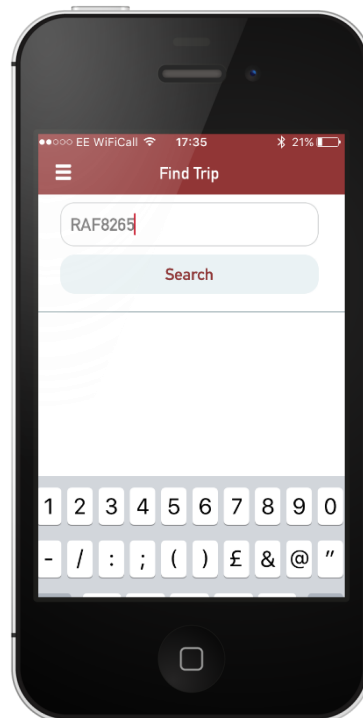 EE WiFiCall 17:35 21%
Find Trip
RAF8265
Search
1 2 3 4 5 6 7 8 9 0
- / : ; ( ) £ & @ "